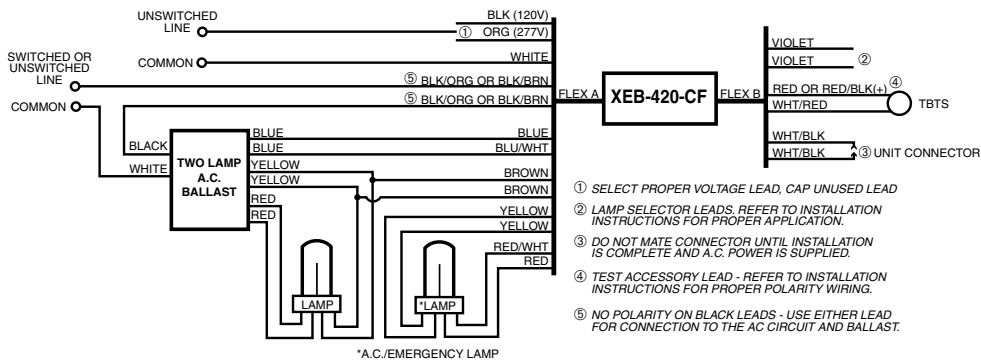 UNSWITCHED
LINE
BLK (120V)
① ORG (277V)
COMMON
WHITE
SWITCHED OR
UNSWITCHED
LINE
⑤ BLK/ORG OR BLK/BRN
COMMON
⑤ BLK/ORG OR BLK/BRN
FLEX A
XEB-420-CF
FLEX B
VIOLET
VIOLET
②
RED OR RED/BLK(+)
④
WHT/RED
TBTS
WHT/BLK
WHT/BLK
③ UNIT CONNECTOR
BLACK
WHITE
TWO LAMP
A.C.
BALLAST
BLUE
BLUE
BLU/WHT
YELLOW
YELLOW
BROWN
BROWN
RED
RED
YELLOW
YELLOW
RED/WHT
RED
LAMP
*LAMP
*A.C./EMERGENCY LAMP
① SELECT PROPER VOLTAGE LEAD, CAP UNUSED LEAD
② LAMP SELECTOR LEADS. REFER TO INSTALLATION
INSTRUCTIONS FOR PROPER APPLICATION.
③ DO NOT MATE CONNECTOR UNTIL INSTALLATION
IS COMPLETE AND A.C. POWER IS SUPPLIED.
④ TEST ACCESSORY LEAD - REFER TO INSTALLATION
INSTRUCTIONS FOR PROPER POLARITY WIRING.
⑤ NO POLARITY ON BLACK LEADS - USE EITHER LEAD
FOR CONNECTION TO THE AC CIRCUIT AND BALLAST.